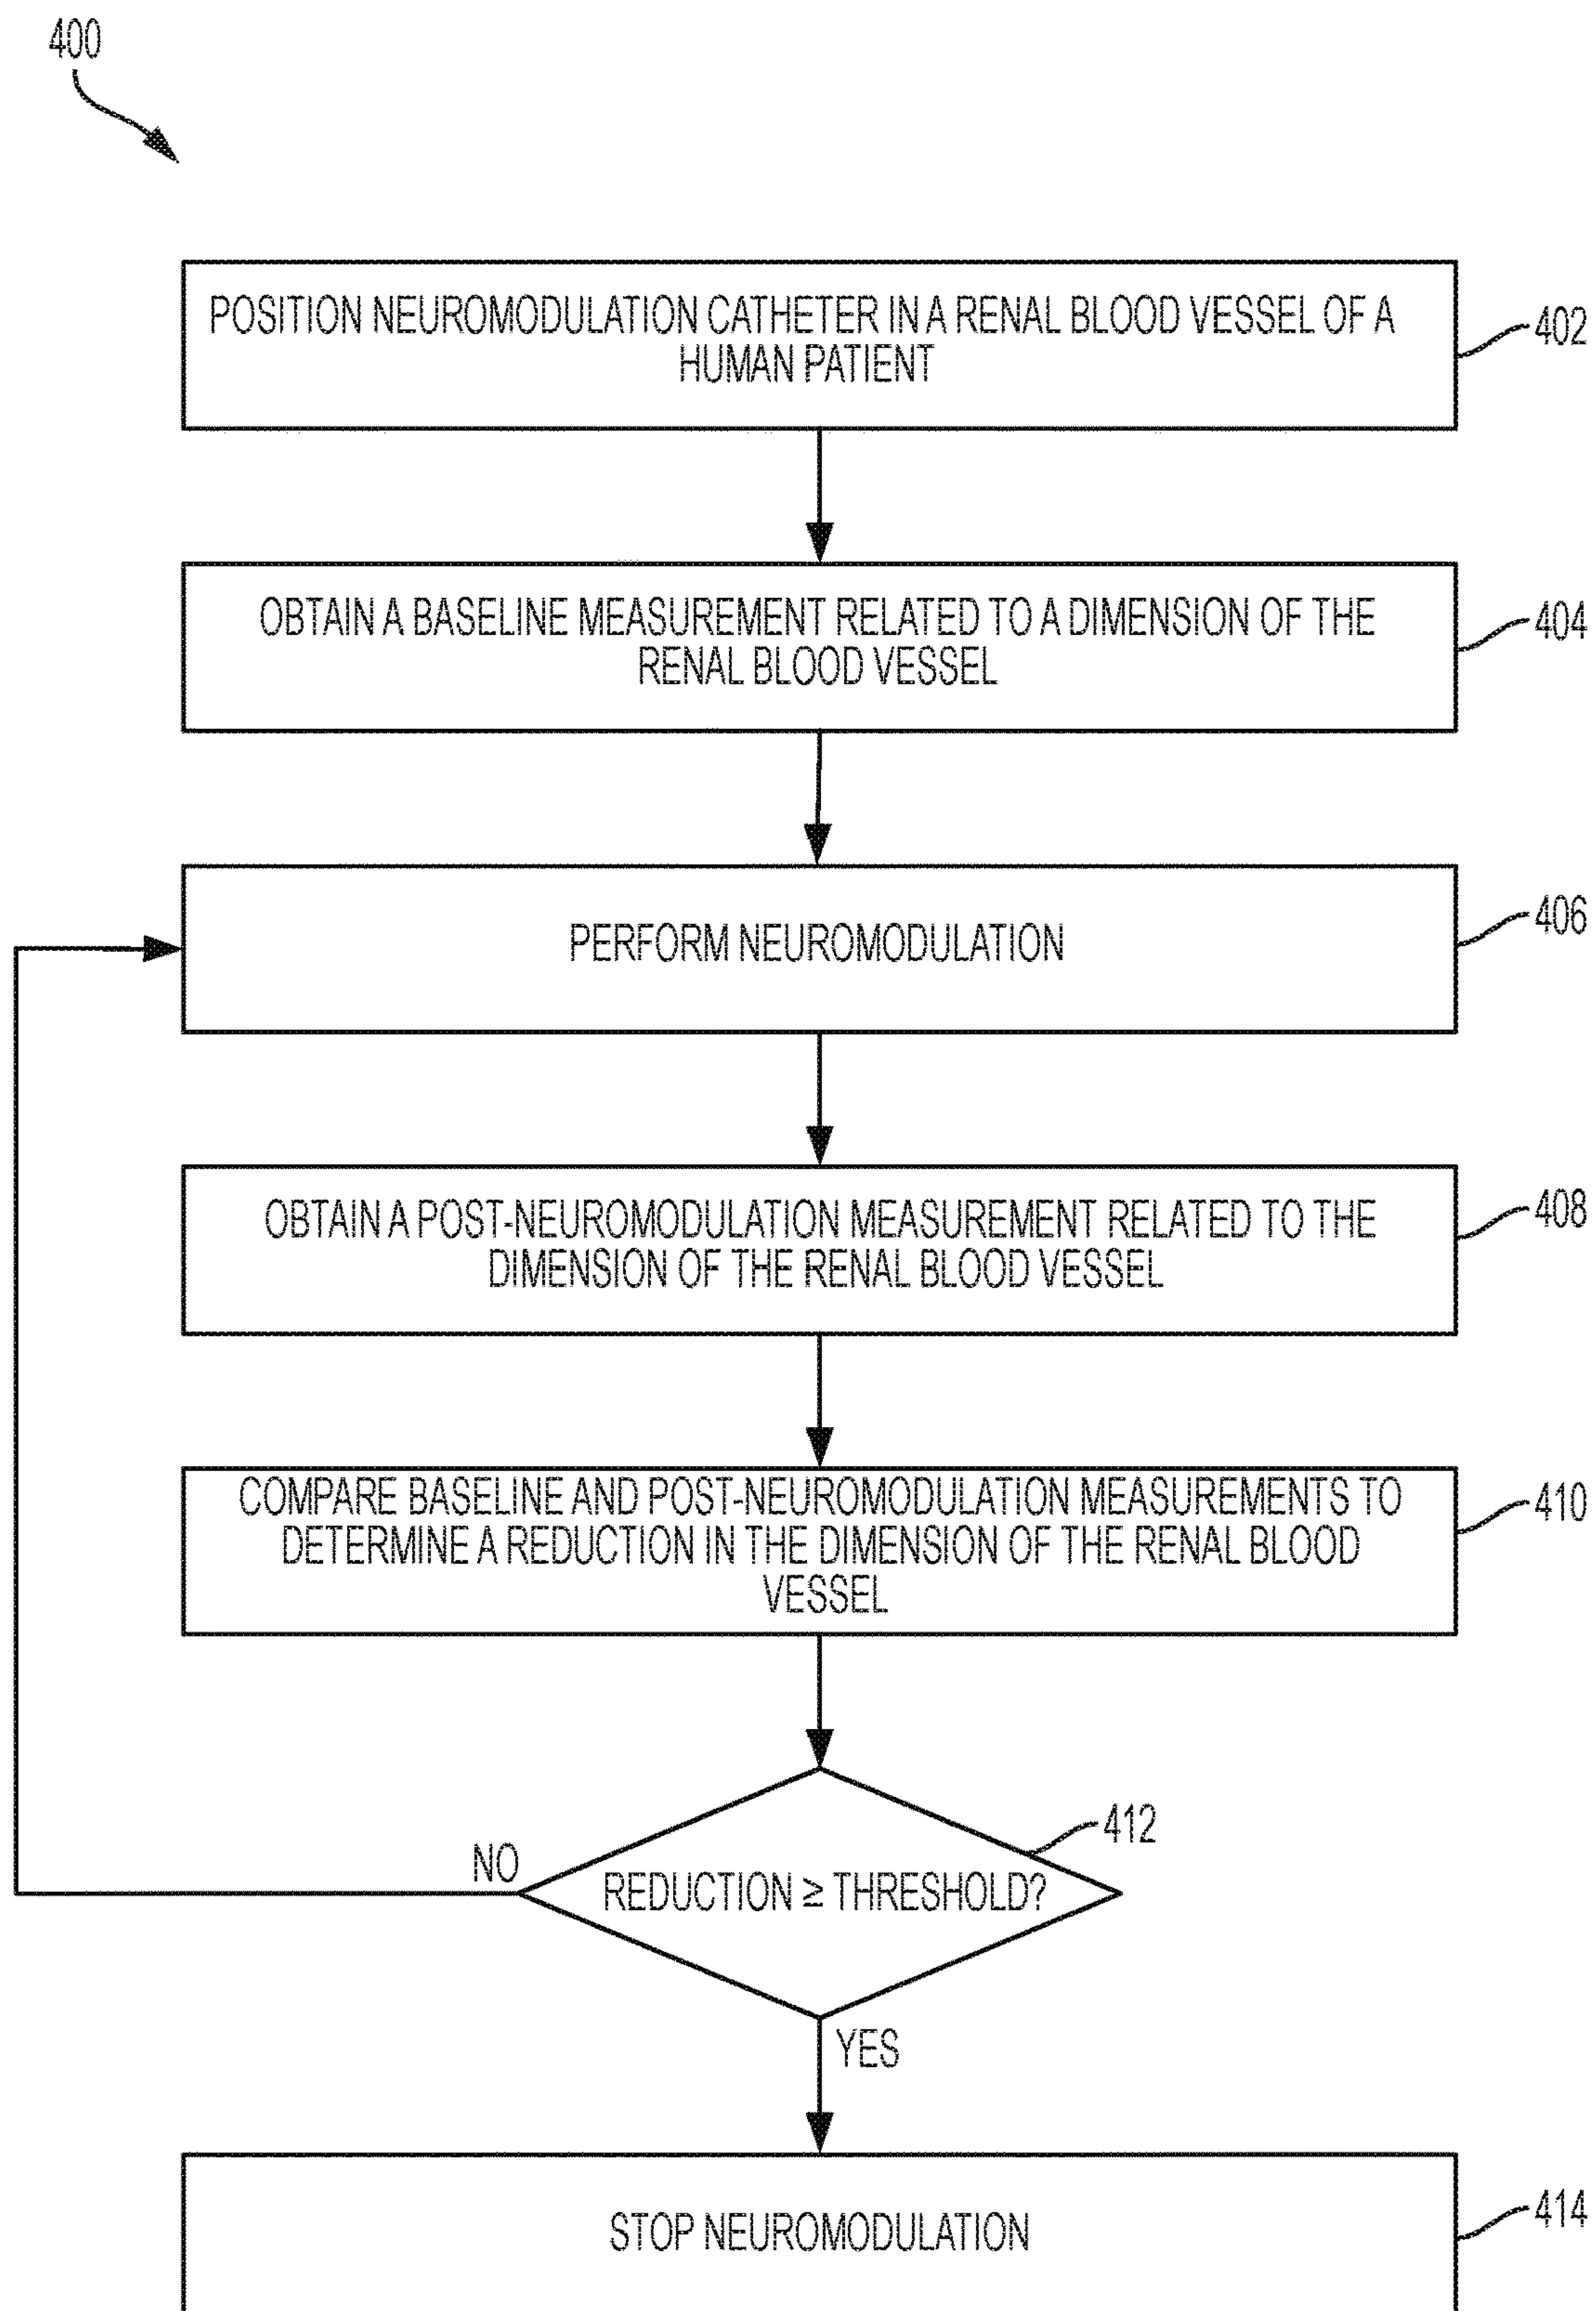 400
POSITION NEUROMODULATION CATHETER IN A RENAL BLOOD VESSEL OF A
HUMAN PATIENT
402
OBTAIN A BASELINE MEASUREMENT RELATED TO A DIMENSION OF THE
RENAL BLOOD VESSEL
404
PERFORM NEUROMODULATION
406
OBTAIN A POST-NEUROMODULATION MEASUREMENT RELATED TO THE
DIMENSION OF THE RENAL BLOOD VESSEL
408
COMPARE BASELINE AND POST-NEUROMODULATION MEASUREMENTS TO
DETERMINE A REDUCTION IN THE DIMENSION OF THE RENAL BLOOD
VESSEL
410
412
NO
REDUCTION ≥ THRESHOLD?
YES
STOP NEUROMODULATION
414